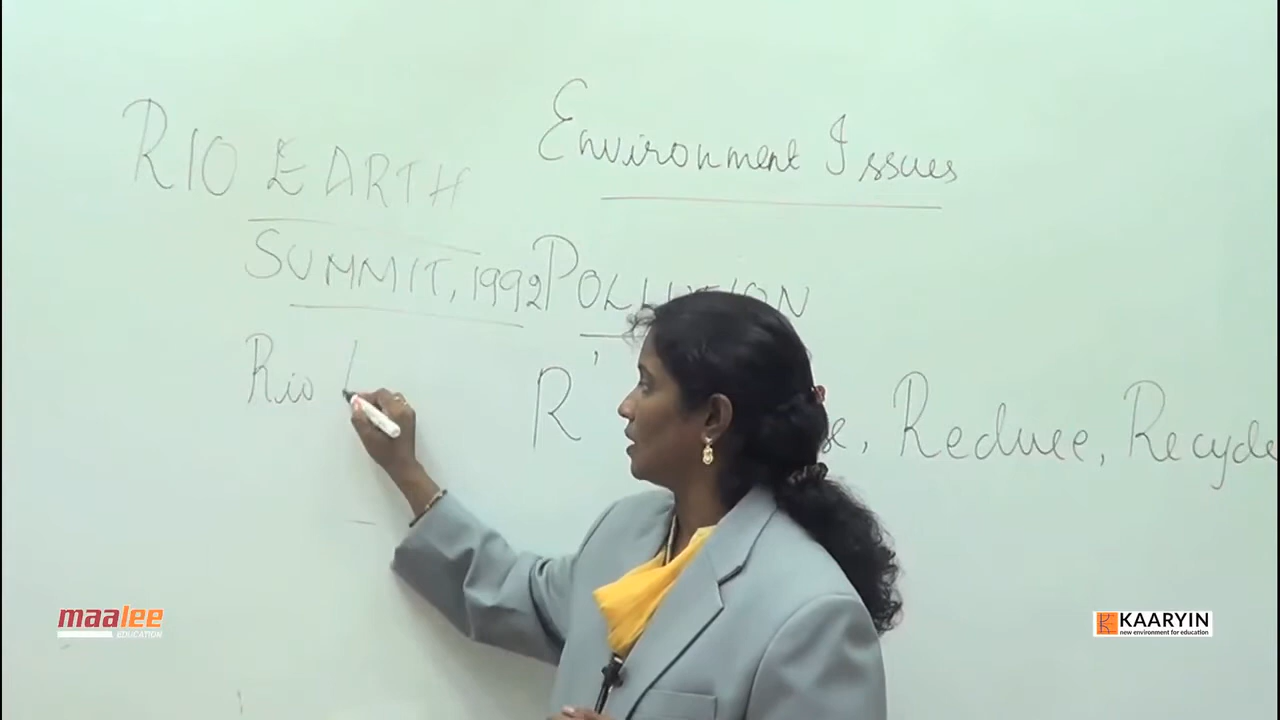 Environment Issues
RIO EARTH
SUMMIT, 1992
POLLUTION
R's Reduce, Recycle
Rio
maalee
EDUCATION
KAARYIN
new environment for education